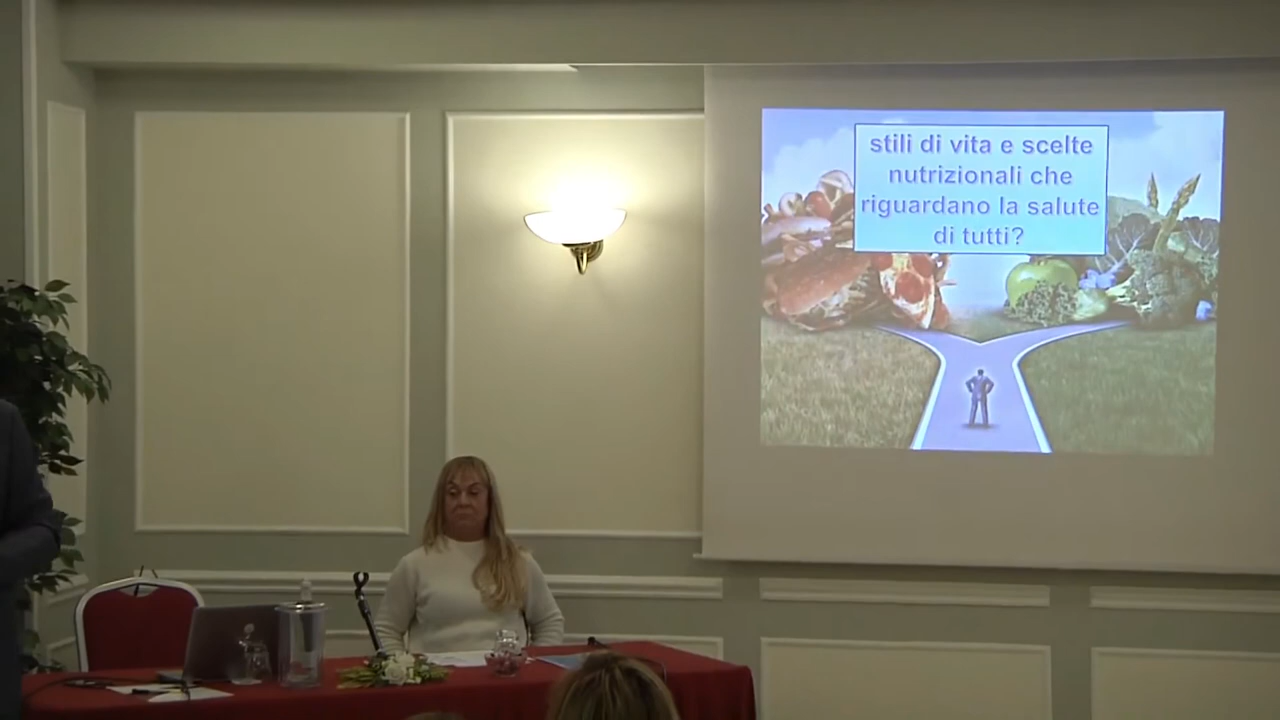 stili di vita e scelte
nutrizionali che
riguardano la salute
di tutti?